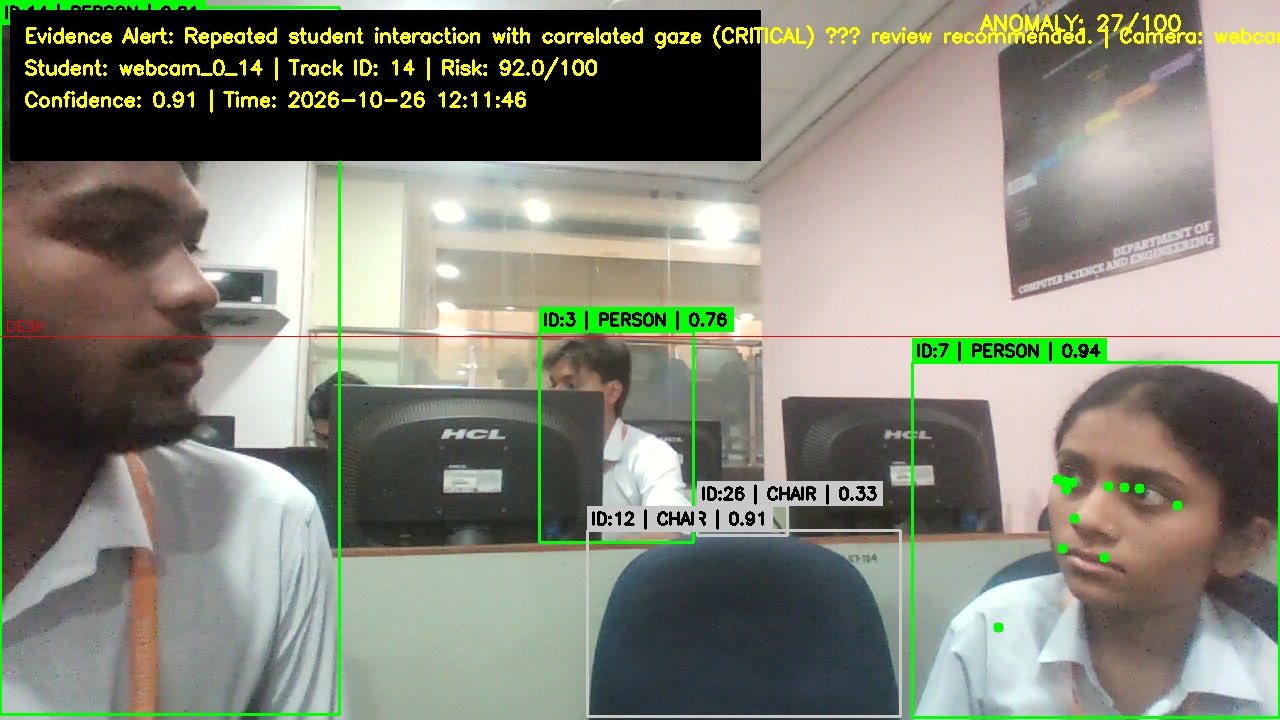 Evidence Alert: Repeated student interaction with correlated gaze (CRITICAL) ??? review recommended. | Camera: webca
ANOMALY: 27/100
Student: webcam_0_14 | Track ID: 14 | Risk: 92.0/100
Confidence: 0.91 | Time: 2026-10-26 12:11:46
DEPARTMENT OF
COMPUTER SCIENCE AND ENGINEERING
DESK
ID:3 | PERSON | 0.76
ID:7 | PERSON | 0.94
HCL
HCL
ID:26 | CHAIR | 0.33
ID:12 | CHAIR | 0.91